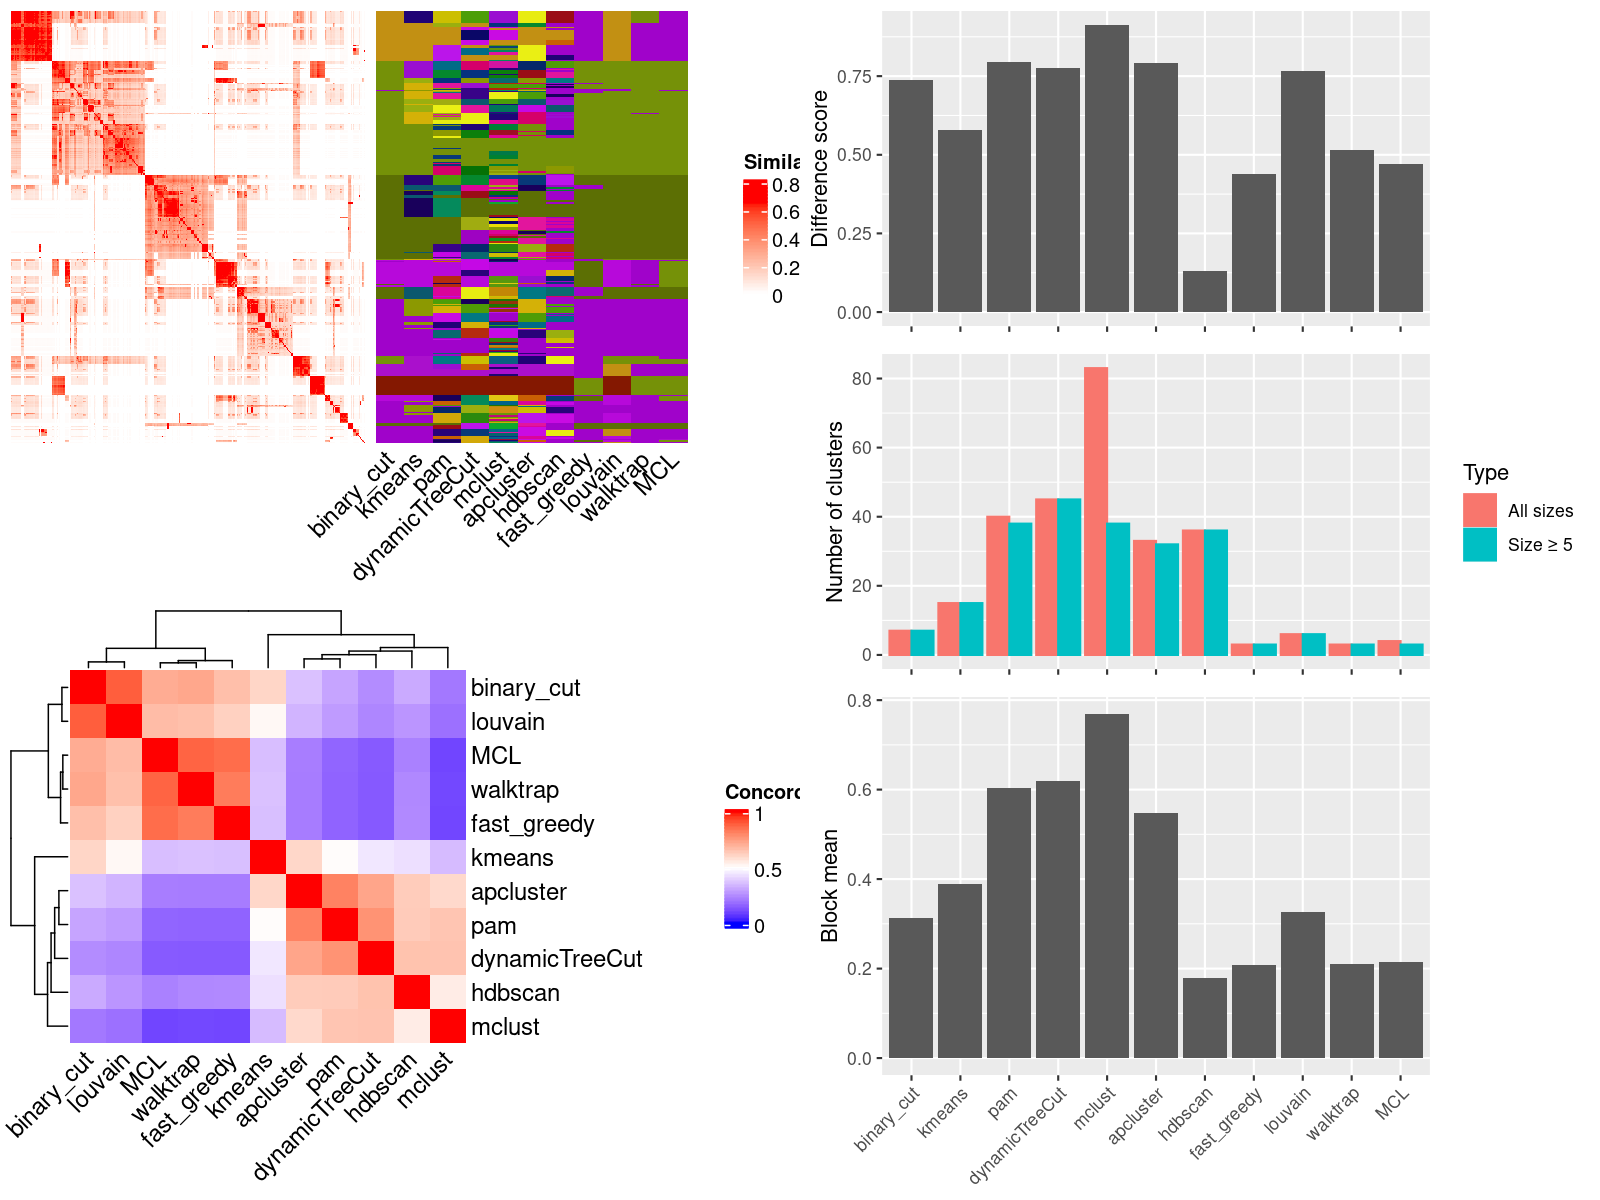 Simila
0.8
0.6
0.4
0.2
0
binary_cut
kmeans
pam
dynamicTreeCut
mclust
apcluster
hdbscan
fast_greedy
louvain
walktrap
MCL
binary_cut
louvain
MCL
walktrap
fast_greedy
kmeans
apcluster
pam
dynamicTreeCut
hdbscan
mclust
binary_cut
louvain
MCL
walktrap
fast_greedy
kmeans
apcluster
pam
dynamicTreeCut
hdbscan
mclust
Concord
1
0.5
0
Difference score
0.75
0.50
0.25
0.00
Number of clusters
80
60
40
20
0
Type
All sizes
Size ≥ 5
Block mean
0.8
0.6
0.4
0.2
0.0
binary_cut
kmeans
pam
dynamicTreeCut
mclust
apcluster
hdbscan
fast_greedy
louvain
walktrap
MCL